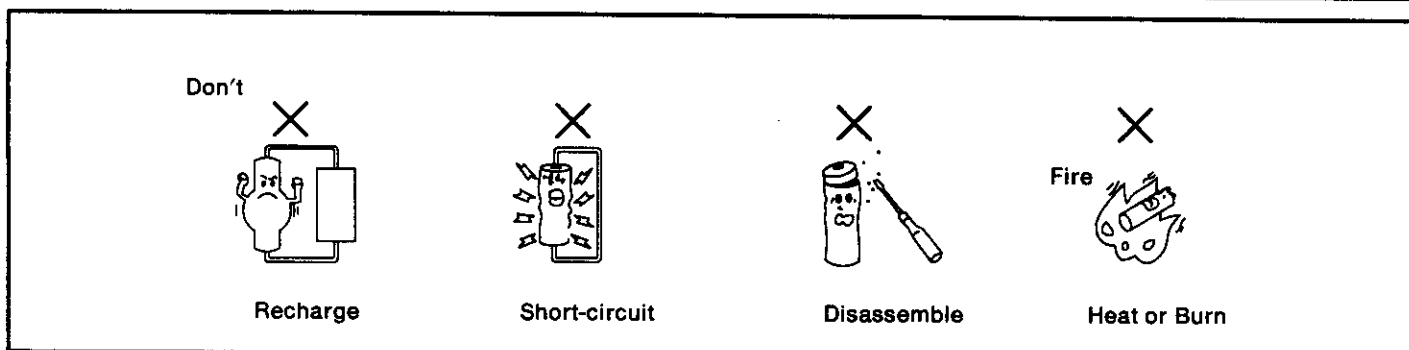 Don't
Fire
Recharge
Short-circuit
Disassemble
Heat or Burn